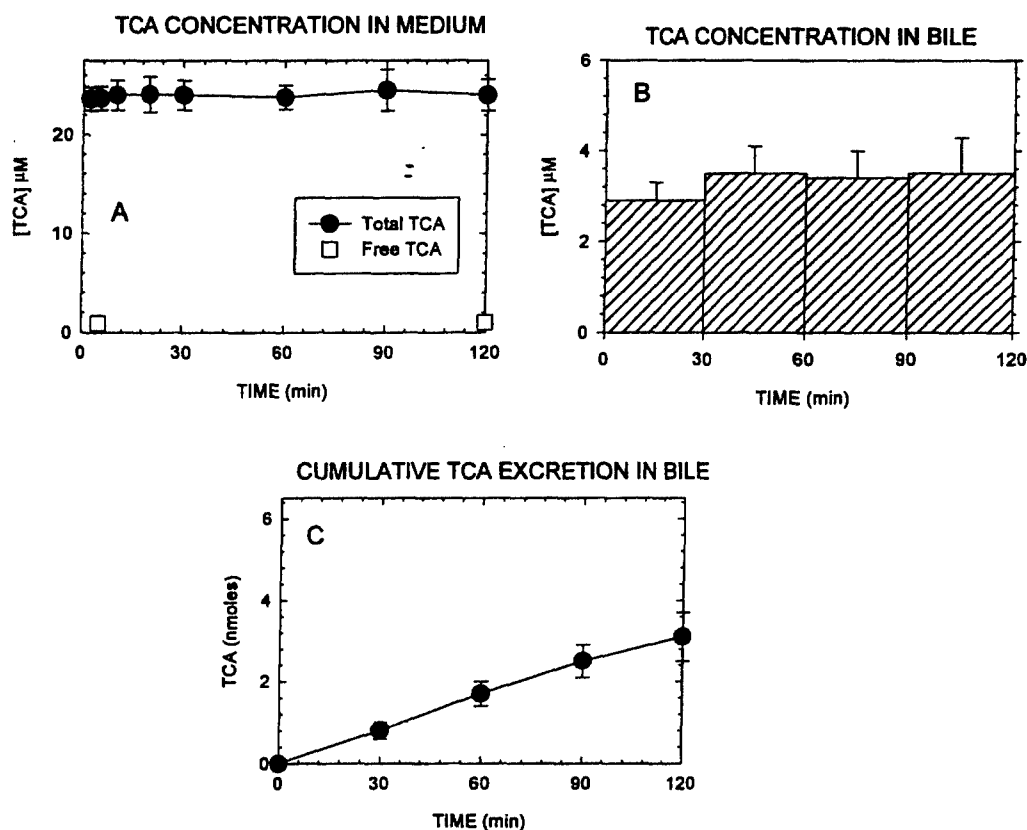 TCA CONCENTRATION IN MEDIUM
[TCA] µM
20
10
0
A
Total TCA
Free TCA
0 30 60 90 120
TIME (min)
TCA CONCENTRATION IN BILE
[TCA] µM
6
4
2
0
B
0 30 60 90 120
TIME (min)
CUMULATIVE TCA EXCRETION IN BILE
TCA (nmoles)
6
4
2
0
C
0 30 60 90 120
TIME (min)